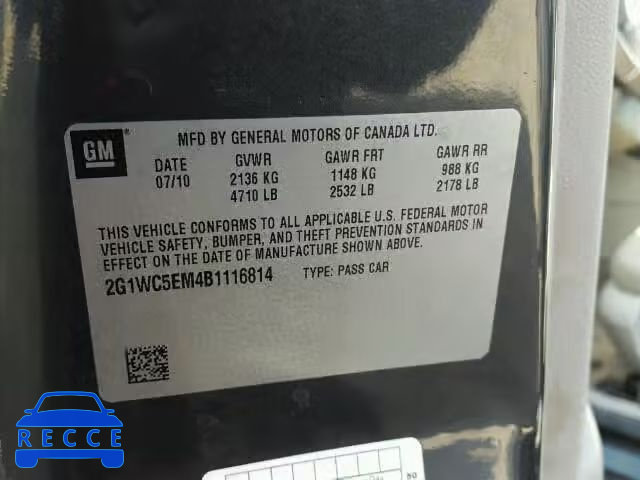 GM
MFD BY GENERAL MOTORS OF CANADA LTD.
DATE GVWR GAWR FRT GAWR RR
07/10 2136 KG 1148 KG 988 KG
4710 LB 2532 LB 2178 LB
THIS VEHICLE CONFORMS TO ALL APPLICABLE U.S. FEDERAL MOTOR
VEHICLE SAFETY, BUMPER, AND THEFT PREVENTION STANDARDS IN
EFFECT ON THE DATE OF MANUFACTURE SHOWN ABOVE.
2G1WC5EM4B1116814 TYPE: PASS CAR
RECCE